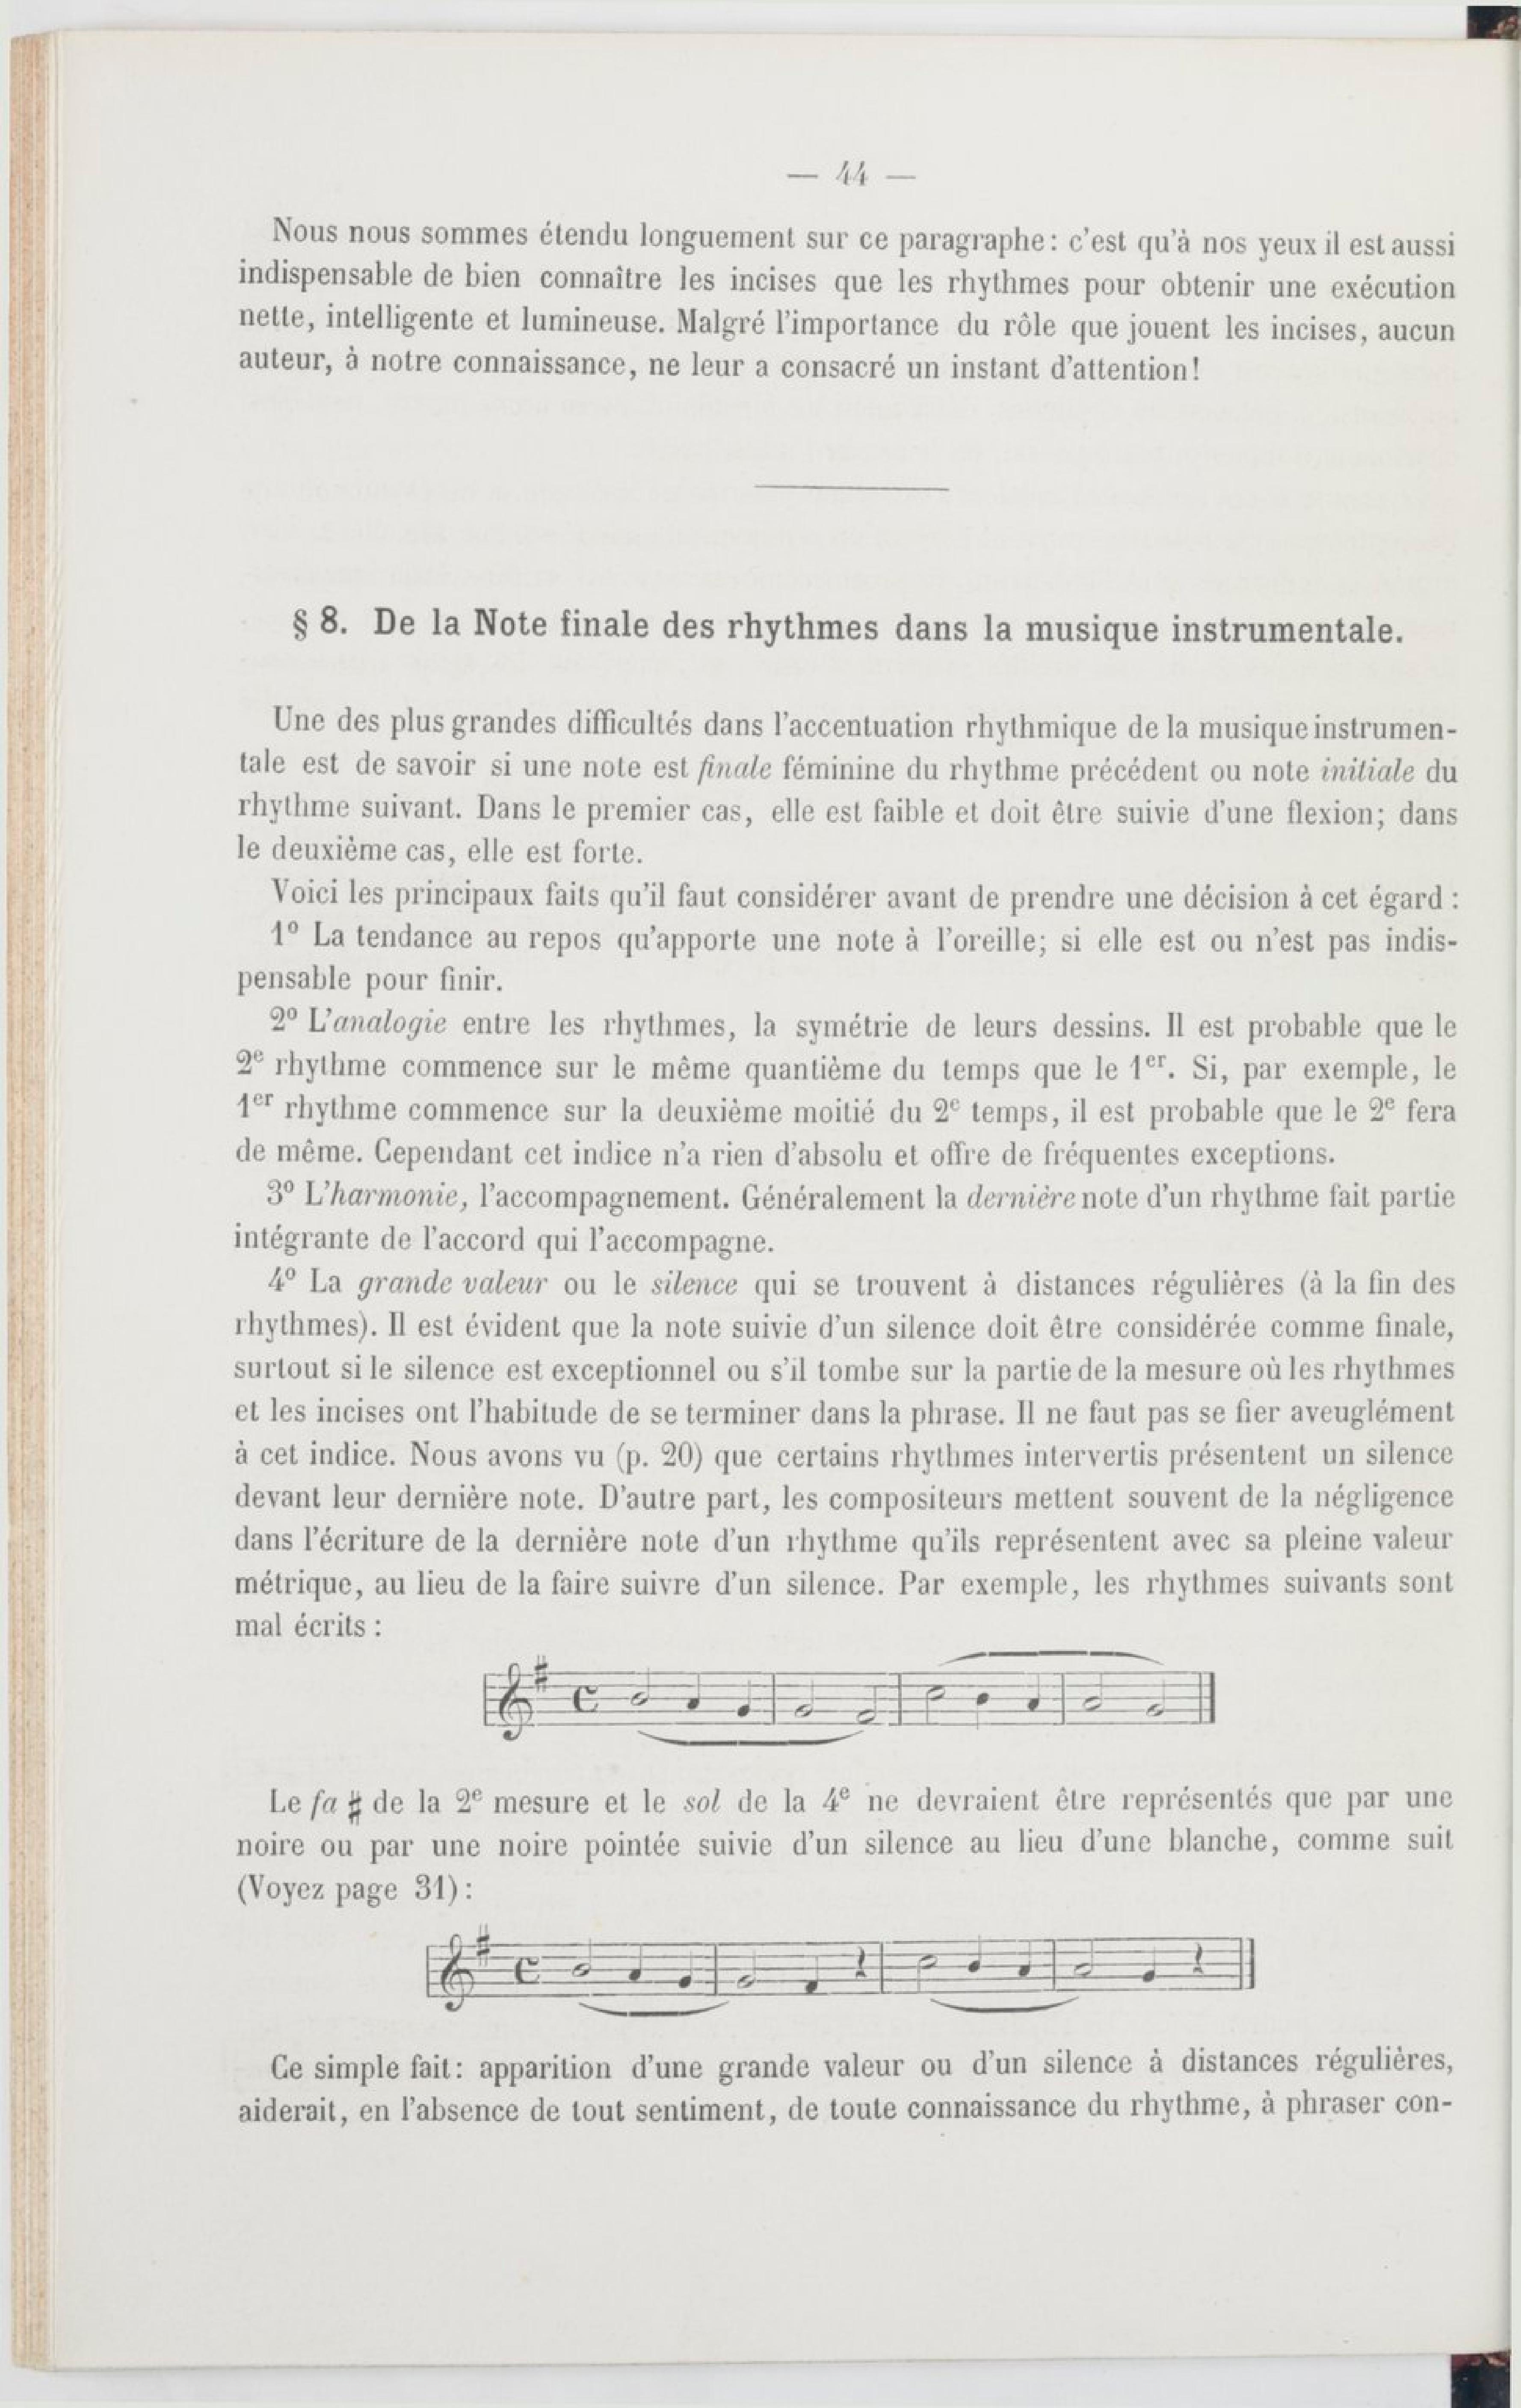 — 44 —
Nous nous sommes étendu longuement sur ce paragraphe : c'est qu'à nos yeux il est aussi
indispensable de bien connaître les incises que les rhythmes pour obtenir une exécution
nette, intelligente et lumineuse. Malgré l'importance du rôle que jouent les incises, aucun
auteur, à notre connaissance, ne leur a consacré un instant d'attention!
§ 8. De la Note finale des rhythmes dans la musique instrumentale.
Une des plus grandes difficultés dans l'accentuation rhythmique de la musique instrumen-
tale est de savoir si une note est finale féminine du rhythme précédent ou note initiale du
rhythme suivant. Dans le premier cas, elle est faible et doit être suivie d'une flexion; dans
le deuxième cas, elle est forte.
Voici les principaux faits qu'il faut considérer avant de prendre une décision à cet égard :
1º La tendance au repos qu'apporte une note à l'oreille; si elle est ou n'est pas indis-
pensable pour finir.
2º L'analogie entre les rhythmes, la symétrie de leurs dessins. Il est probable que le
2e rhythme commence sur le même quantième du temps que le 1er. Si, par exemple, le
1er rhythme commence sur la deuxième moitié du 2e temps, il est probable que le 2e fera
de même. Cependant cet indice n'a rien d'absolu et offre de fréquentes exceptions.
3º L'harmonie, l'accompagnement. Généralement la dernière note d'un rhythme fait partie
intégrante de l'accord qui l'accompagne.
4º La grande valeur ou le silence qui se trouvent à distances régulières (à la fin des
rhythmes). Il est évident que la note suivie d'un silence doit être considérée comme finale,
surtout si le silence est exceptionnel ou s'il tombe sur la partie de la mesure où les rhythmes
et les incises ont l'habitude de se terminer dans la phrase. Il ne faut pas se fier aveuglément
à cet indice. Nous avons vu (p. 20) que certains rhythmes intervertis présentent un silence
devant leur dernière note. D'autre part, les compositeurs mettent souvent de la négligence
dans l'écriture de la dernière note d'un rhythme qu'ils représentent avec sa pleine valeur
métrique, au lieu de la faire suivre d'un silence. Par exemple, les rhythmes suivants sont
mal écrits :
Le fa ♯ de la 2e mesure et le sol de la 4e ne devraient être représentés que par une
noire ou par une noire pointée suivie d'un silence au lieu d'une blanche, comme suit
(Voyez page 31) :
Ce simple fait : apparition d'une grande valeur ou d'un silence à distances régulières,
aiderait, en l'absence de tout sentiment, de toute connaissance du rhythme, à phraser con-